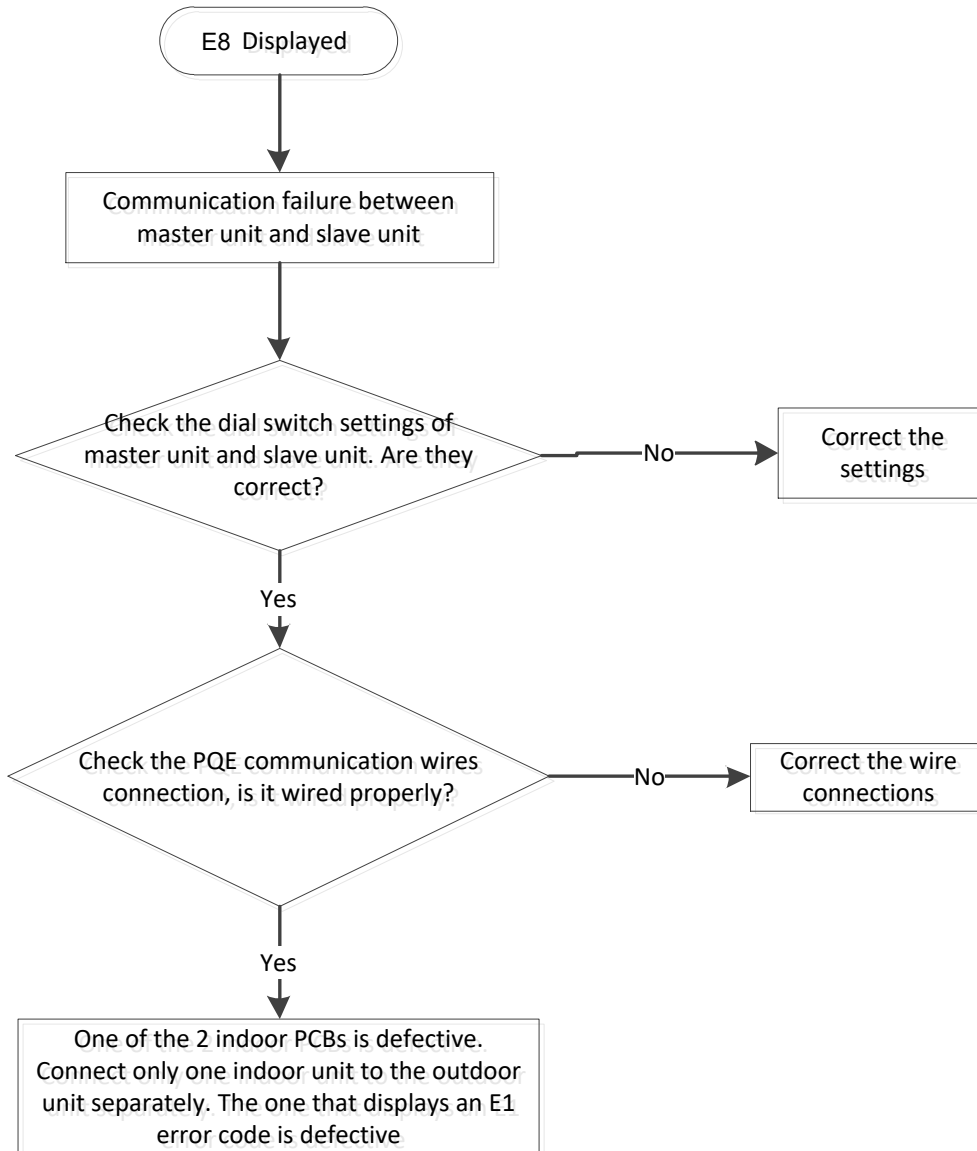 E8 Displayed
Communication failure between
master unit and slave unit
Check the dial switch settings of
master unit and slave unit. Are they
correct?
No
Correct the
settings
Yes
Check the PQE communication wires
connection, is it wired properly?
No
Correct the wire
connections
Yes
One of the 2 indoor PCBs is defective.
Connect only one indoor unit to the outdoor
unit separately. The one that displays an E1
error code is defective